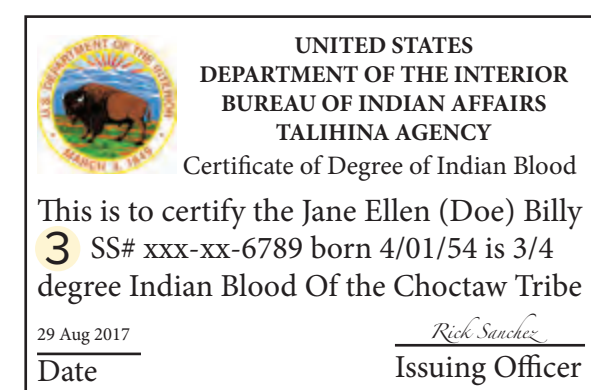 U.S. DEPARTMENT OF THE INTERIOR
MARCH 3, 1849
UNITED STATES
DEPARTMENT OF THE INTERIOR
BUREAU OF INDIAN AFFAIRS
TALIHINA AGENCY
Certificate of Degree of Indian Blood
This is to certify the Jane Ellen (Doe) Billy
3 SS# xxx-xx-6789 born 4/01/54 is 3/4
degree Indian Blood Of the Choctaw Tribe
29 Aug 2017
Rick Sanchez
Date
Issuing Officer